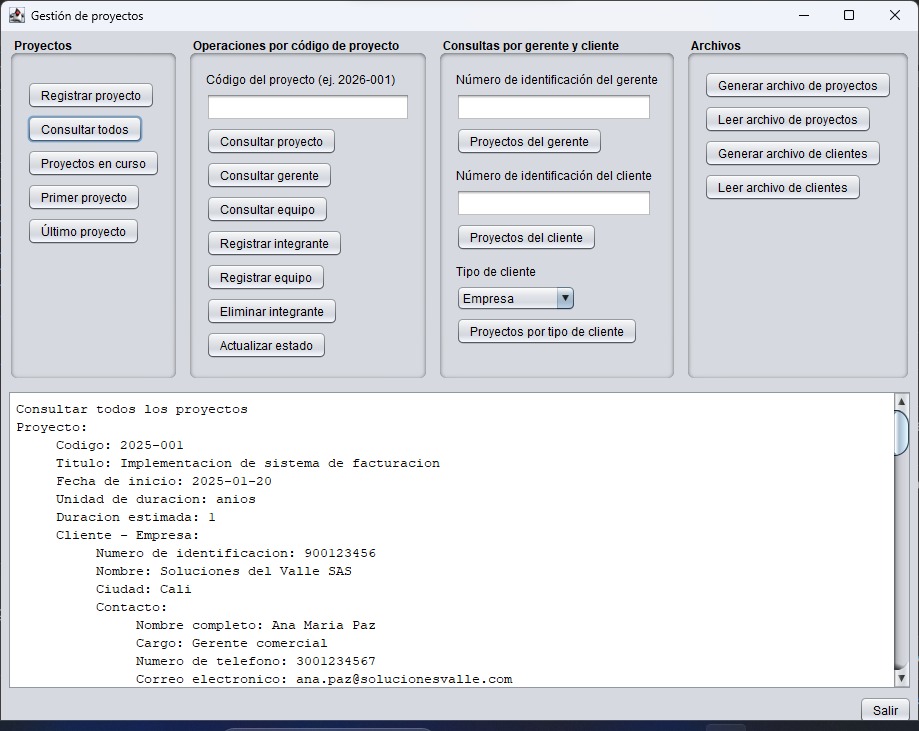 Gestión de proyectos
Proyectos
Registrar proyecto
Consultar todos
Proyectos en curso
Primer proyecto
Último proyecto
Operaciones por código de proyecto
Código del proyecto (ej. 2026-001)
Consultar proyecto
Consultar gerente
Consultar equipo
Registrar integrante
Registrar equipo
Eliminar integrante
Actualizar estado
Consultas por gerente y cliente
Número de identificación del gerente
Proyectos del gerente
Número de identificación del cliente
Proyectos del cliente
Tipo de cliente
Empresa
Proyectos por tipo de cliente
Archivos
Generar archivo de proyectos
Leer archivo de proyectos
Generar archivo de clientes
Leer archivo de clientes
Consultar todos los proyectos
Proyecto:
Codigo: 2025-001
Titulo: Implementacion de sistema de facturacion
Fecha de inicio: 2025-01-20
Unidad de duracion: anios
Duracion estimada: 1
Cliente - Empresa:
Numero de identificacion: 900123456
Nombre: Soluciones del Valle SAS
Ciudad: Cali
Contacto:
Nombre completo: Ana Maria Paz
Cargo: Gerente comercial
Numero de telefono: 3001234567
Correo electronico: ana.paz@solucionesvalle.com
Salir